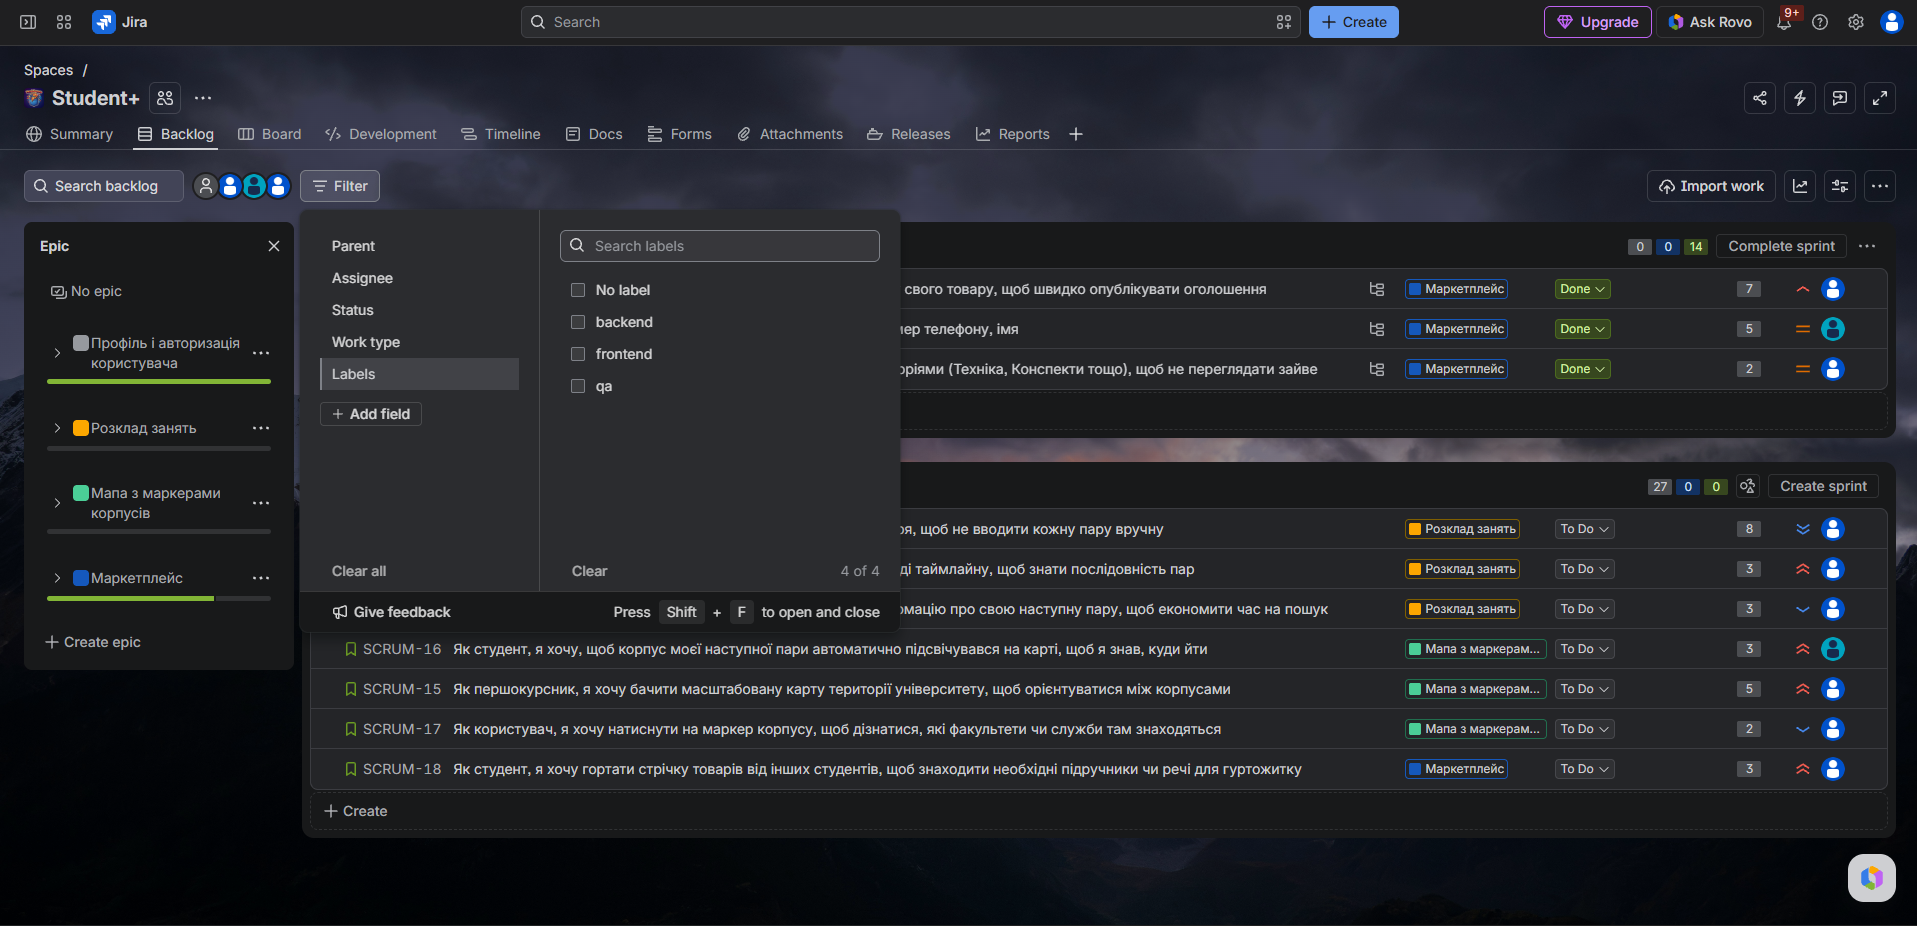 Jira
Search
Create
Upgrade
Ask Rovo
9+
Spaces /
Student+
Summary
Backlog
Board
Development
Timeline
Docs
Forms
Attachments
Releases
Reports
Search backlog
Filter
Import work
Epic
No epic
Профіль і авторизація
користувача
Розклад занять
Мапа з маркерами
корпусів
Маркетплейс
Create epic
Parent
Assignee
Status
Work type
Labels
Add field
Clear all
Search labels
No label
backend
frontend
qa
Clear
4 of 4
Give feedback
Press Shift + F to open and close
0 0 14 Complete sprint
свого товару, щоб швидко опублікувати оголошення Маркетплейс Done 7
мер телефону, імя Маркетплейс Done 5
оріями (Техніка, Конспекти тощо), щоб не переглядати зайве Маркетплейс Done 2
27 0 0 Create sprint
ря, щоб не вводити кожну пару вручну Розклад занять To Do 8
ді таймлайну, щоб знати послідовність пар Розклад занять To Do 3
рмацію про свою наступну пару, щоб економити час на пошук Розклад занять To Do 3
SCRUM-16 Як студент, я хочу, щоб корпус моєї наступної пари автоматично підсвічувався на карті, щоб я знав, куди йти Мапа з маркерам... To Do 3
SCRUM-15 Як першокурсник, я хочу бачити масштабовану карту території університету, щоб орієнтуватися між корпусами Мапа з маркерам... To Do 5
SCRUM-17 Як користувач, я хочу натиснути на маркер корпусу, щоб дізнатися, які факультети чи служби там знаходяться Мапа з маркерам... To Do 2
SCRUM-18 Як студент, я хочу гортати стрічку товарів від інших студентів, щоб знаходити необхідні підручники чи речі для гуртожитку Маркетплейс To Do 3
Create